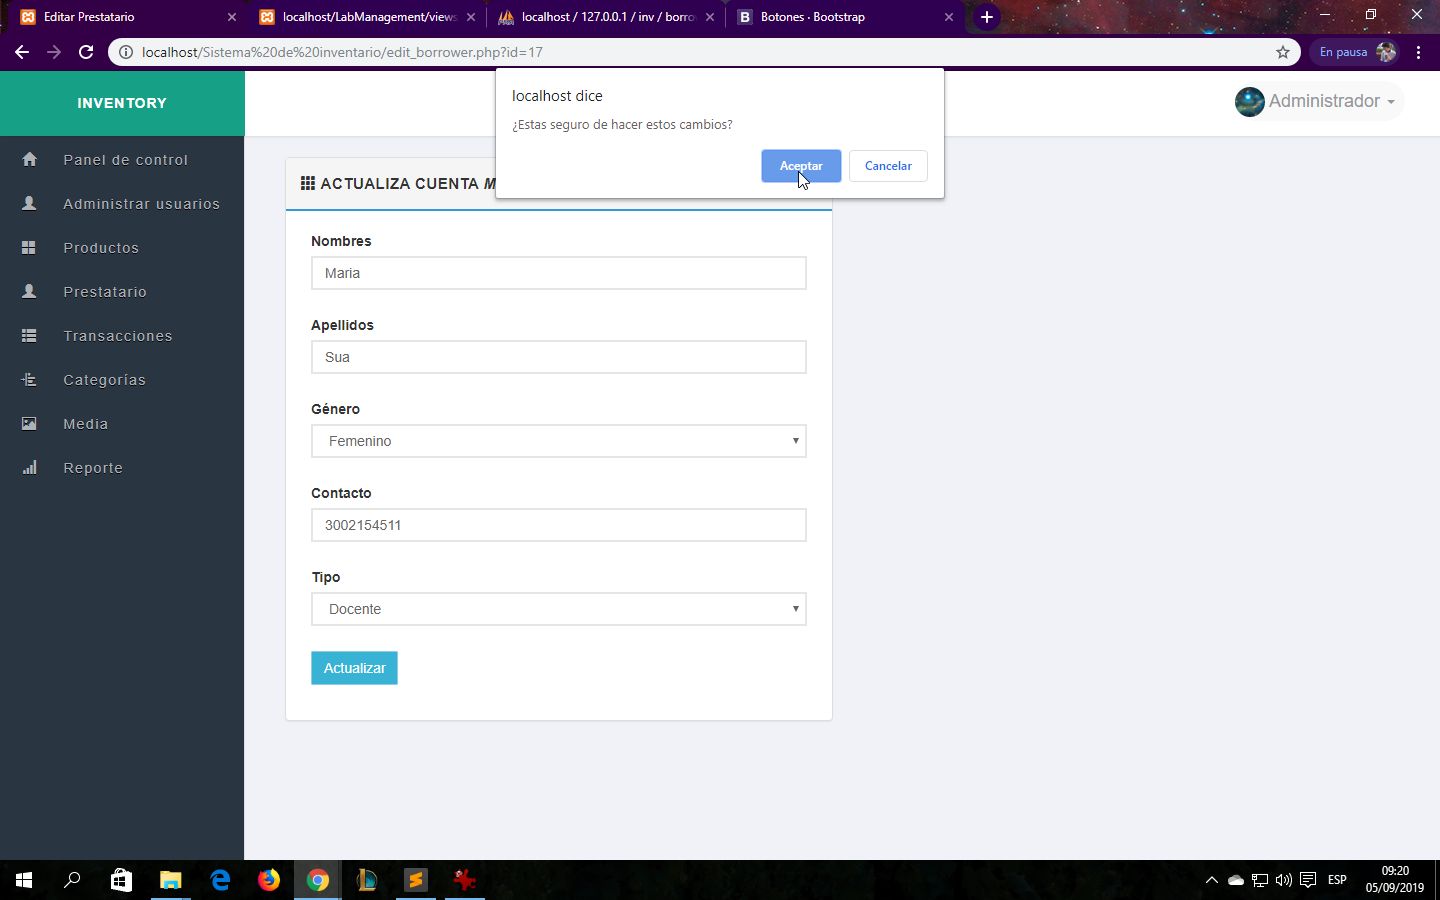 Editar Prestatario
localhost/LabManagement/views
localhost / 127.0.0.1 / inv / borro
B Botones · Bootstrap
localhost/Sistema%20de%20inventario/edit_borrower.php?id=17
En pausa
INVENTORY
localhost dice
¿Estas seguro de hacer estos cambios?
Aceptar
Cancelar
Administrador
Panel de control
Administrar usuarios
Productos
Prestatario
Transacciones
Categorías
Media
Reporte
ACTUALIZA CUENTA M
Nombres
Maria
Apellidos
Sua
Género
Femenino
Contacto
3002154511
Tipo
Docente
Actualizar
ESP
09:20
05/09/2019